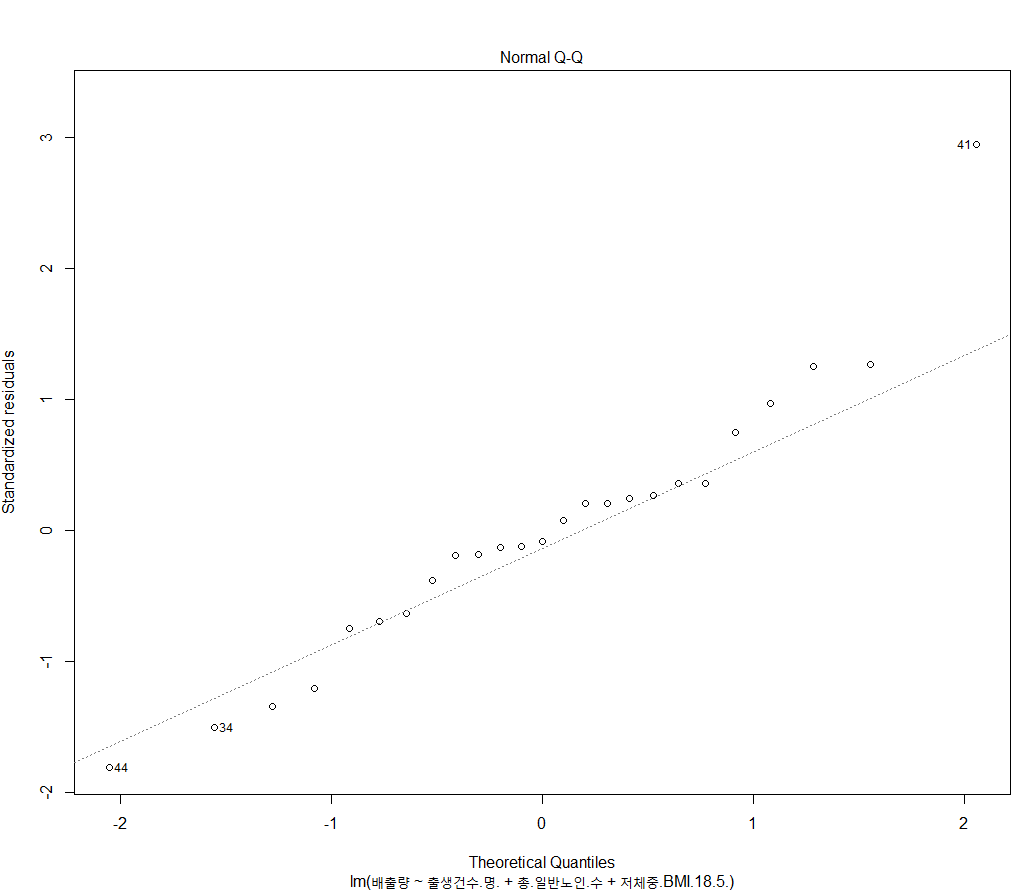 Normal Q-Q
Standardized residuals
3
2
1
0
-1
-2
41
34
44
-2 -1 0 1 2
Theoretical Quantiles
lm(배출량 ~ 출생건수.명. + 총.일반노인.수 + 저체중.BMI.18.5.)